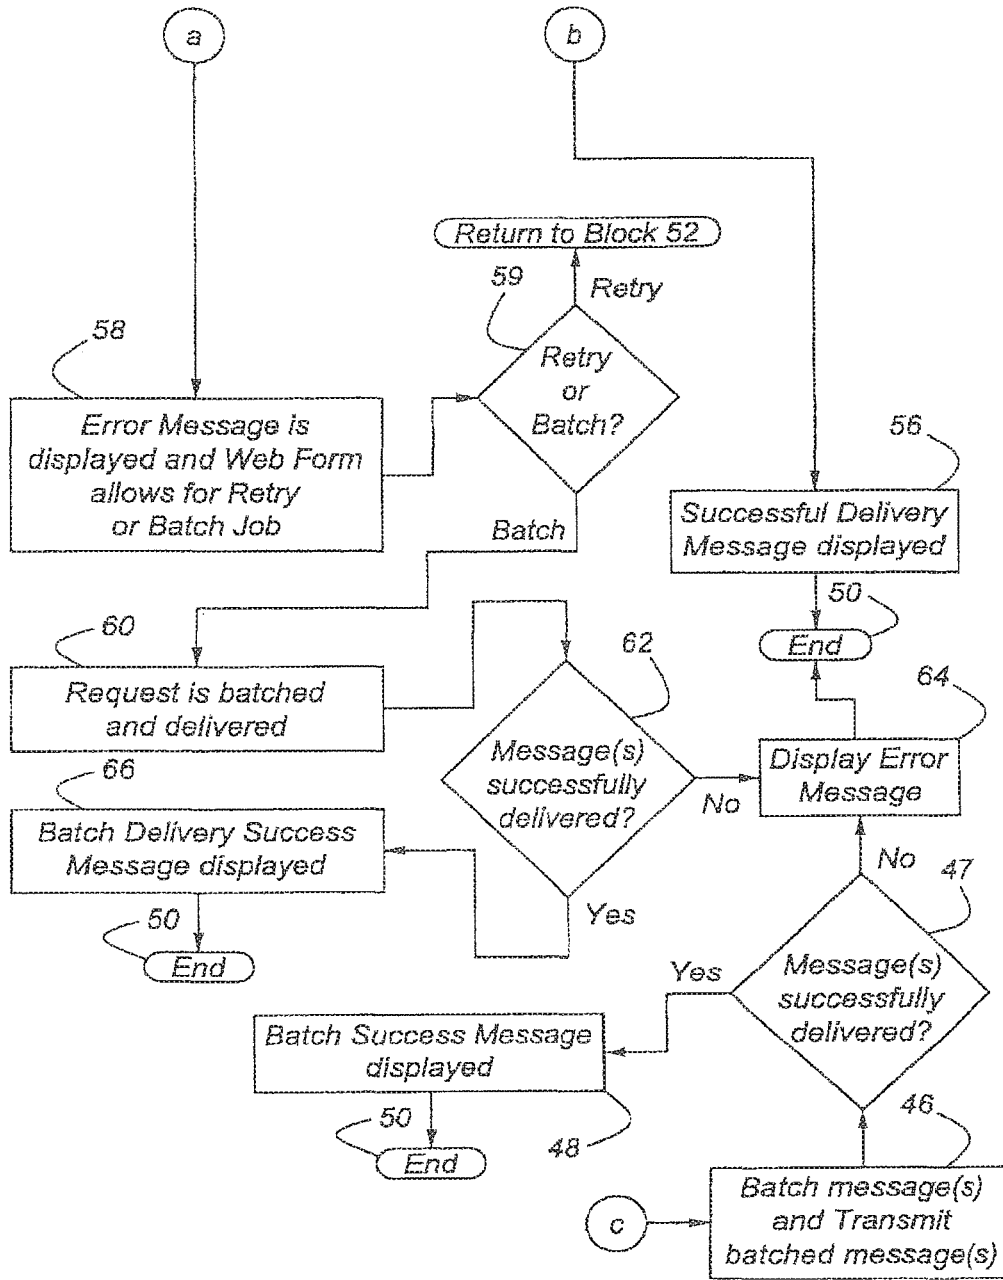 a
b
Return to Block 52
59
Retry
58
Retry
or
Batch?
Error Message is
displayed and Web Form
allows for Retry
or Batch Job
56
Batch
Successful Delivery
Message displayed
50
End
60
62
64
Request is batched
and delivered
Message(s)
successfully
delivered?
No
Display Error
Message
66
Batch Delivery Success
Message displayed
Yes
No
47
50
End
Yes
Message(s)
successfully
delivered?
Batch Success Message
displayed
50
48
46
End
c
Batch message(s)
and Transmit
batched message(s)